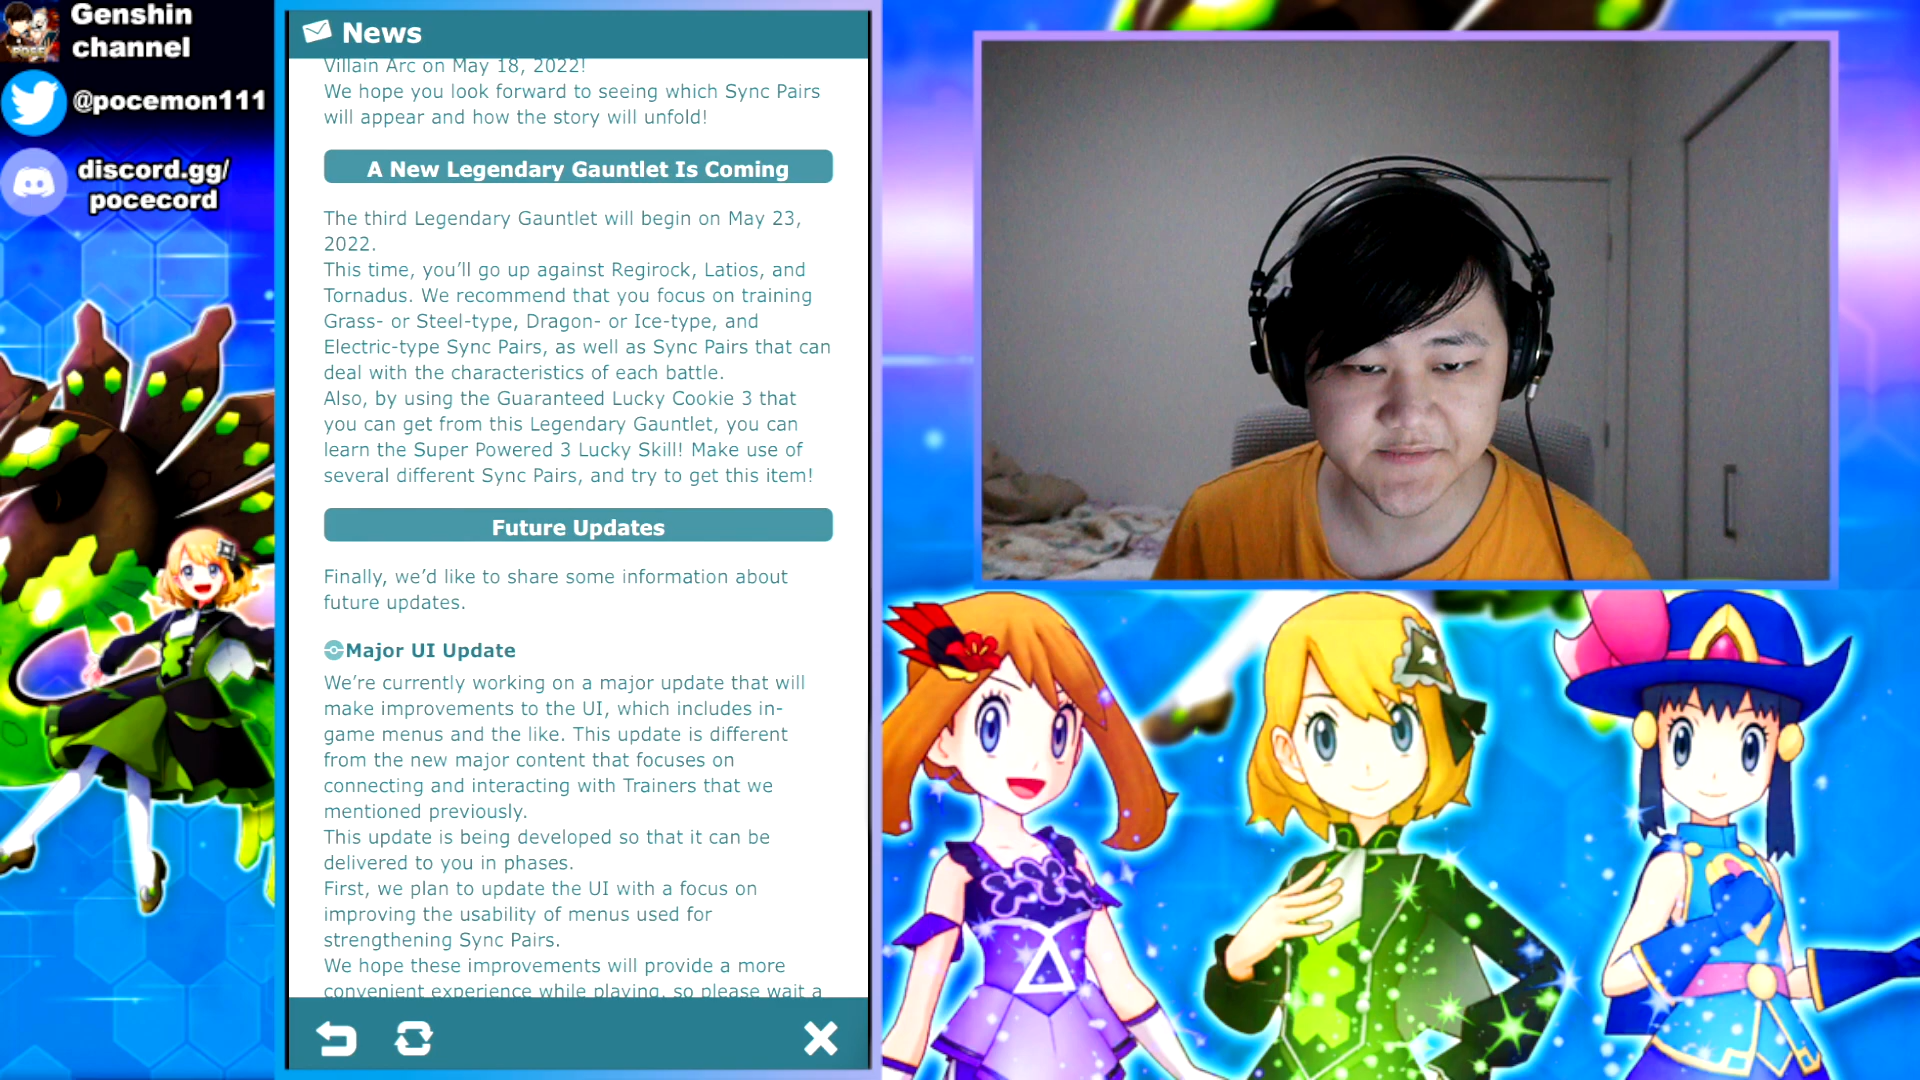 Genshin
channel
@pocemon111
discord.gg/
pocecord
News
Villain Arc on May 18, 2022!
We hope you look forward to seeing which Sync Pairs
will appear and how the story will unfold!
A New Legendary Gauntlet Is Coming
The third Legendary Gauntlet will begin on May 23,
2022.
This time, you’ll go up against Regirock, Latios, and
Tornadus. We recommend that you focus on training
Grass- or Steel-type, Dragon- or Ice-type, and
Electric-type Sync Pairs, as well as Sync Pairs that can
deal with the characteristics of each battle.
Also, by using the Guaranteed Lucky Cookie 3 that
you can get from this Legendary Gauntlet, you can
learn the Super Powered 3 Lucky Skill! Make use of
several different Sync Pairs, and try to get this item!
Future Updates
Finally, we’d like to share some information about
future updates.
Major UI Update
We’re currently working on a major update that will
make improvements to the UI, which includes in-
game menus and the like. This update is different
from the new major content that focuses on
connecting and interacting with Trainers that we
mentioned previously.
This update is being developed so that it can be
delivered to you in phases.
First, we plan to update the UI with a focus on
improving the usability of menus used for
strengthening Sync Pairs.
We hope these improvements will provide a more
convenient experience while playing, so please wait a